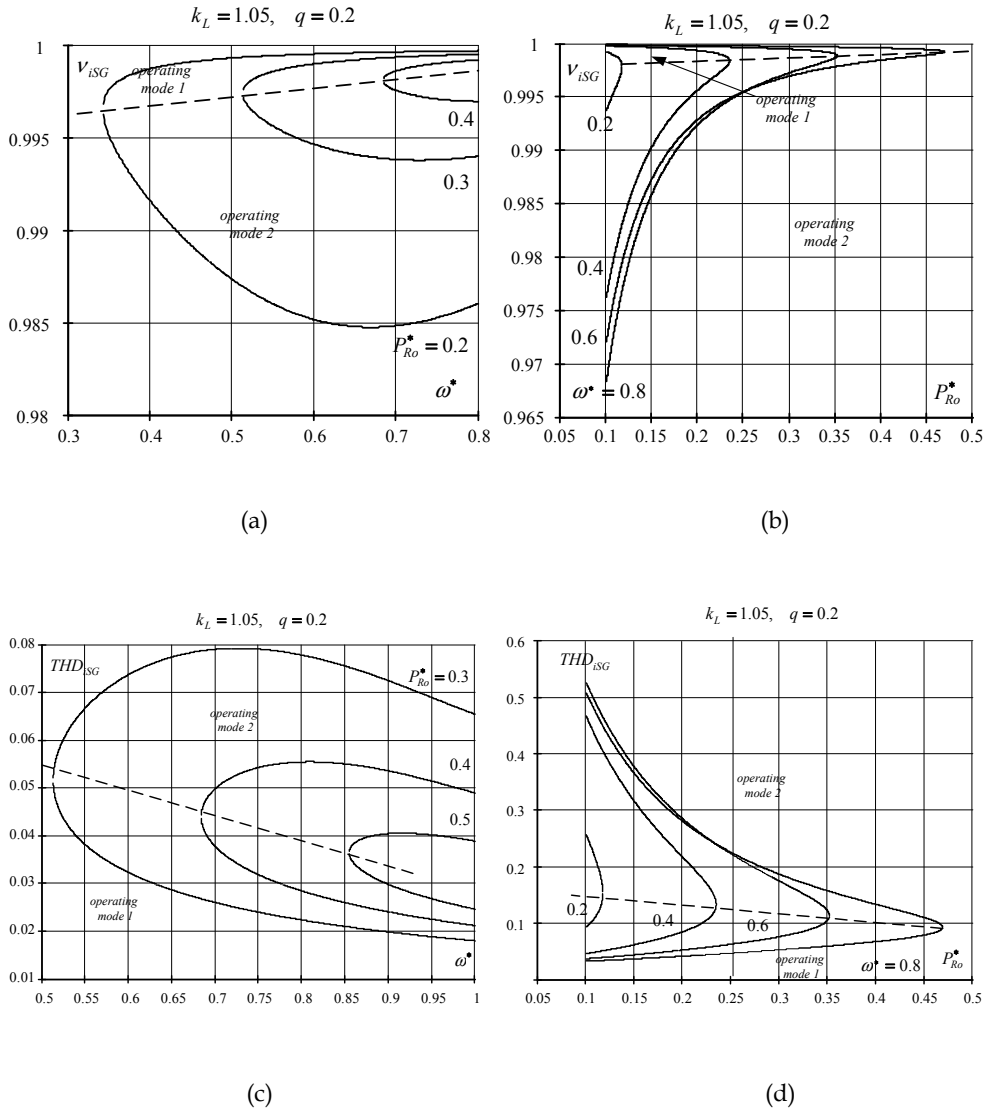 k_L = 1.05, q = 0.2
1
ν_iSG
operating
mode 1
0.995
0.4
0.3
0.99
operating
mode 2
0.985
P*_Ro = 0.2
ω*
0.98
0.3 0.4 0.5 0.6 0.7 0.8
(a)
k_L = 1.05, q = 0.2
1
ν_iSG
0.995
operating
mode 1
0.2
0.99
0.985
operating
mode 2
0.98
0.4
0.975
0.6
0.97
ω* = 0.8
P*_Ro
0.965
0.05 0.1 0.15 0.2 0.25 0.3 0.35 0.4 0.45 0.5
(b)
k_L = 1.05, q = 0.2
0.08
THD_iSG
P*_Ro = 0.3
0.07
operating
mode 2
0.06
0.4
0.05
0.5
0.04
0.03
operating
mode 1
0.02
ω*
0.01
0.5 0.55 0.6 0.65 0.7 0.75 0.8 0.85 0.9 0.95 1
(c)
k_L = 1.05, q = 0.2
0.6
THD_iSG
0.5
0.4
operating
mode 2
0.3
0.2
0.2
0.4
0.6
0.1
operating
mode 1
ω* = 0.8
P*_Ro
0.05 0.1 0.15 0.2 0.25 0.3 0.35 0.4 0.45 0.5
(d)